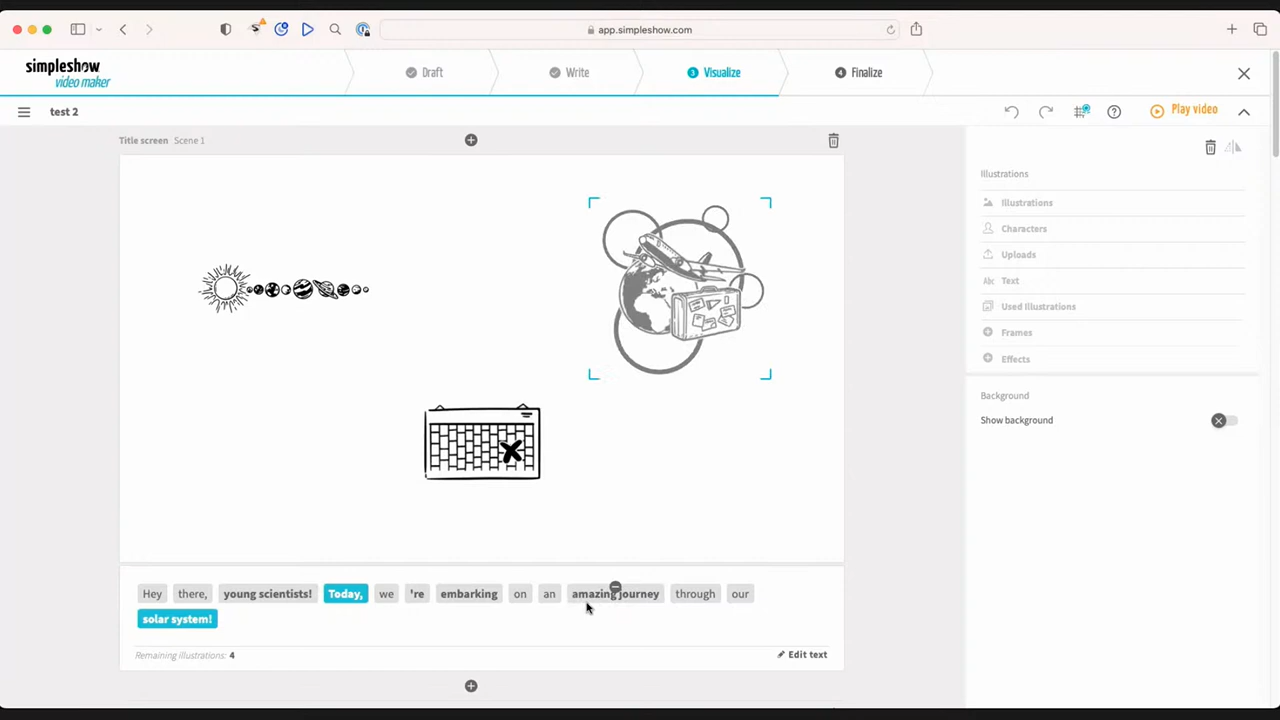 app.simpleshow.com
simpleshow
video maker
Draft
Write
3 Visualize
4 Finalize
test 2
Play video
Title screen Scene 1
Illustrations
Illustrations
Characters
Uploads
Abc Text
Used Illustrations
Frames
Effects
Background
Show background
Hey there, young scientists! Today, we 're embarking on an amazing journey through our
solar system!
Remaining illustrations: 4
Edit text